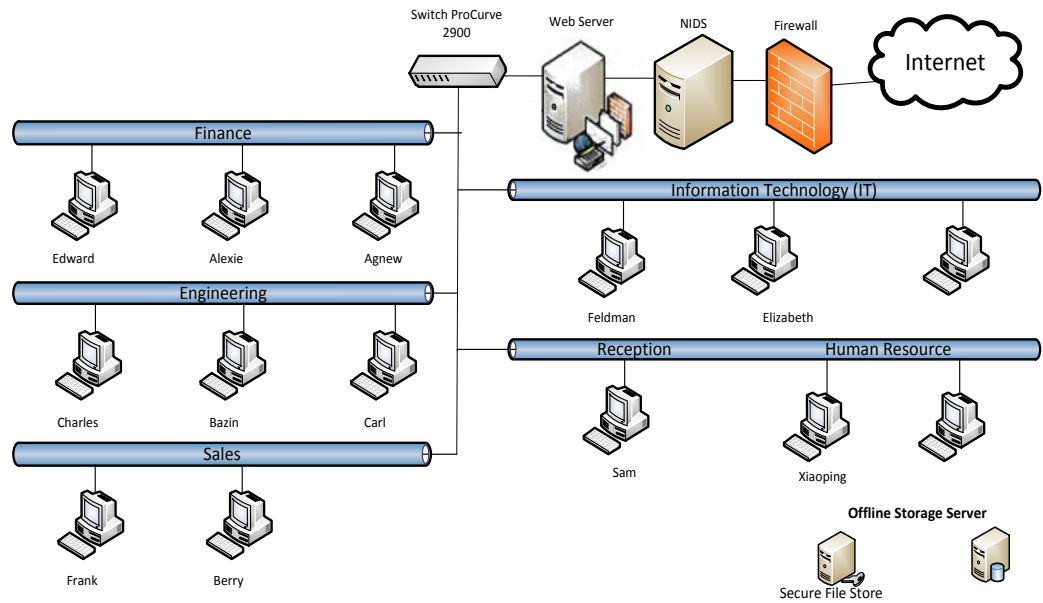 Switch ProCurve
2900
Web Server
NIDS
Firewall
Internet
Finance
Edward
Alexie
Agnew
Information Technology (IT)
Feldman
Elizabeth
Engineering
Charles
Bazin
Carl
Reception
Human Resource
Sam
Xiaoping
Sales
Frank
Berry
Offline Storage Server
Secure File Store